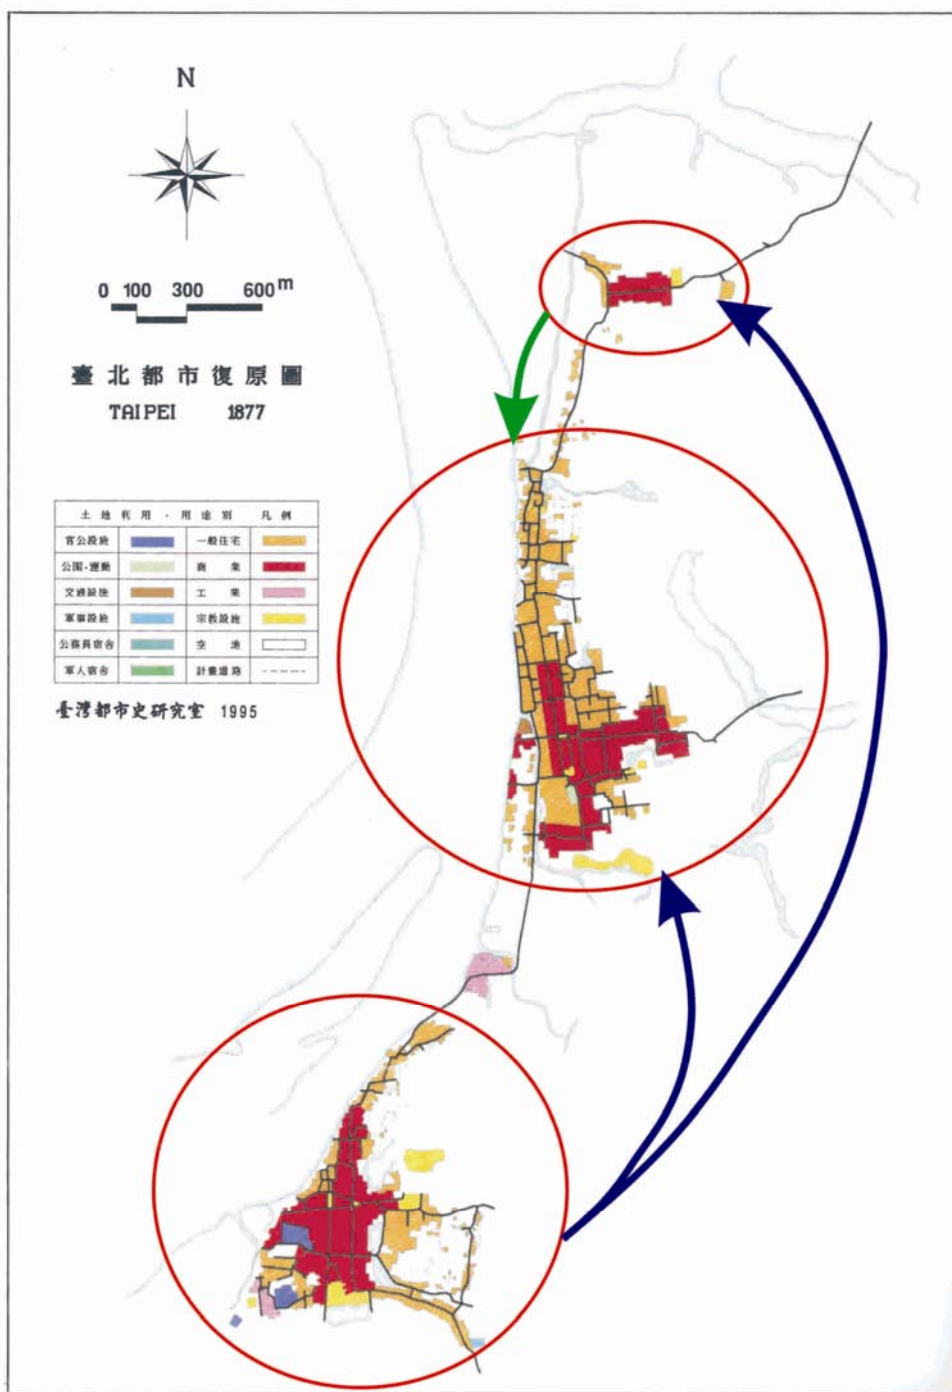 N
0 100 300 600 m
臺北都市復原圖
TAIPEI 1877
土地利用・用途別 凡例
官公設施 一般住宅
公園・運動 商業
交通設施 工業
軍事設施 宗教設施
公務員宿舍 空地
軍人宿舍 計畫道路
臺灣都市史研究室 1995